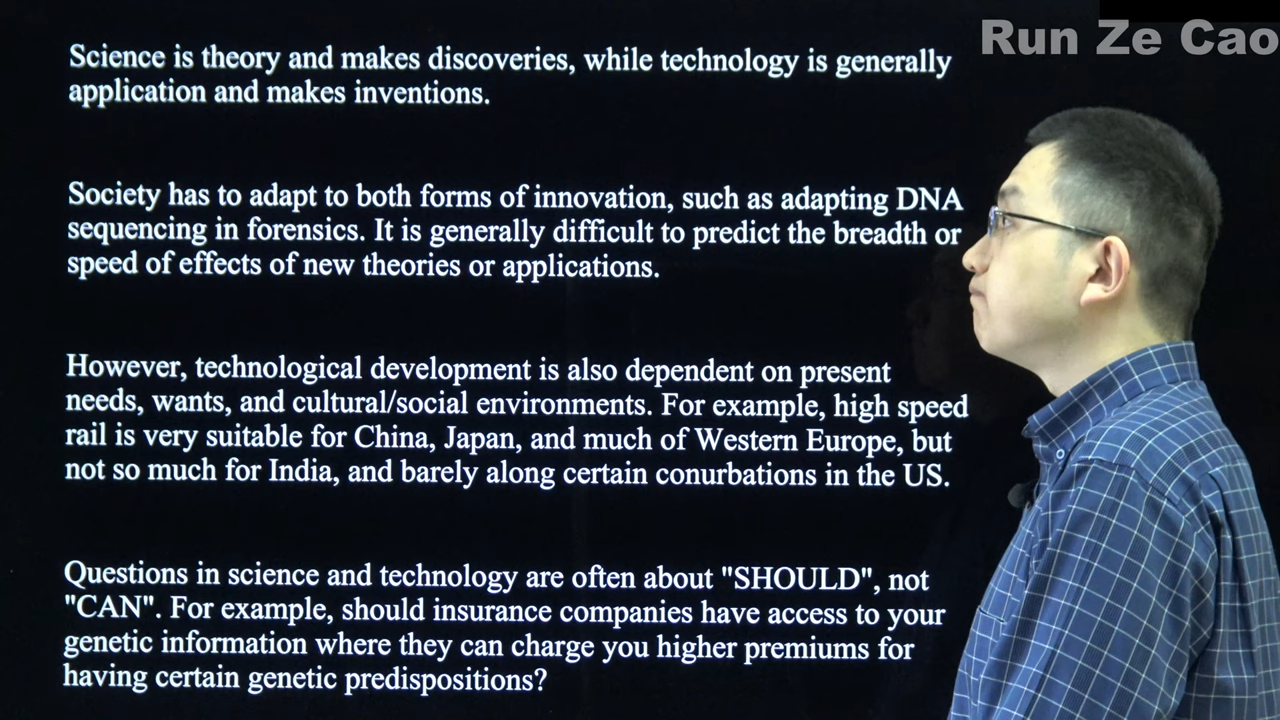 Run Ze Cao
Science is theory and makes discoveries, while technology is generally
application and makes inventions.
Society has to adapt to both forms of innovation, such as adapting DNA
sequencing in forensics. It is generally difficult to predict the breadth or
speed of effects of new theories or applications.
However, technological development is also dependent on present
needs, wants, and cultural/social environments. For example, high speed
rail is very suitable for China, Japan, and much of Western Europe, but
not so much for India, and barely along certain conurbations in the US.
Questions in science and technology are often about "SHOULD", not
"CAN". For example, should insurance companies have access to your
genetic information where they can charge you higher premiums for
having certain genetic predispositions?